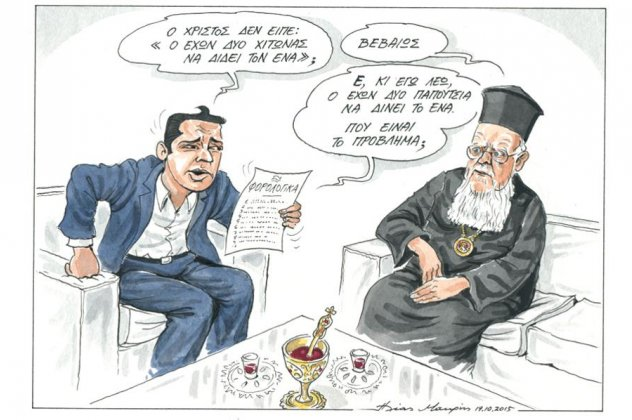 Ο ΧΡΙΣΤΟΣ ΔΕΝ ΕΙΠΕ:
« Ο ΕΧΩΝ ΔΥΟ ΧΙΤΩΝΑΣ
ΝΑ ΔΙΔΕΙ ΤΟΝ ΕΝΑ.»;
ΒΕΒΑΙΩΣ
Ε, ΚΙ ΕΓΩ ΛΕΩ,
Ο ΕΧΩΝ ΔΥΟ ΠΑΠΟΥΤΣΙΑ
ΝΑ ΔΙΝΕΙ ΤΟ ΕΝΑ.
ΠΟΥ ΕΙΝΑΙ
ΤΟ ΠΡΟΒΛΗΜΑ;
ΦΟΡΟΛΟΓΙΚΑ
Ηλίας Μακρής 19.10.2015